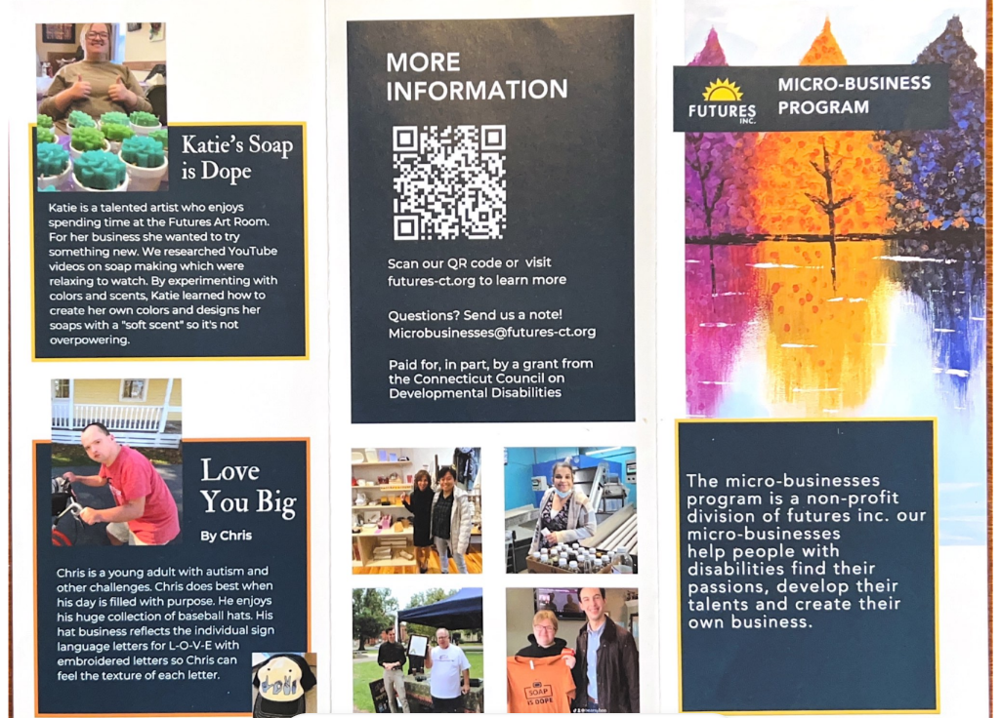 Katie's Soap
is Dope
Katie is a talented artist who enjoys
spending time at the Futures Art Room.
For her business she wanted to try
something new. We researched YouTube
videos on soap making which were
relaxing to watch. By experimenting with
colors and scents, Katie learned how to
create her own colors and designs her
soaps with a "soft scent" so it's not
overpowering.
Love
You Big
By Chris
Chris is a young adult with autism and
other challenges. Chris does best when
his day is filled with purpose. He enjoys
his huge collection of baseball hats. His
hat business reflects the individual sign
language letters for L-O-V-E with
embroidered letters so Chris can
feel the texture of each letter.
MORE
INFORMATION
Scan our QR code or visit
futures-ct.org to learn more
Questions? Send us a note!
Microbusinesses@futures-ct.org
Paid for, in part, by a grant from
the Connecticut Council on
Developmental Disabilities
SOAP
IS DOPE
FUTURES
INC.
MICRO-BUSINESS
PROGRAM
The micro-businesses
program is a non-profit
division of futures inc. our
micro-businesses
help people with
disabilities find their
passions, develop their
talents and create their
own business.